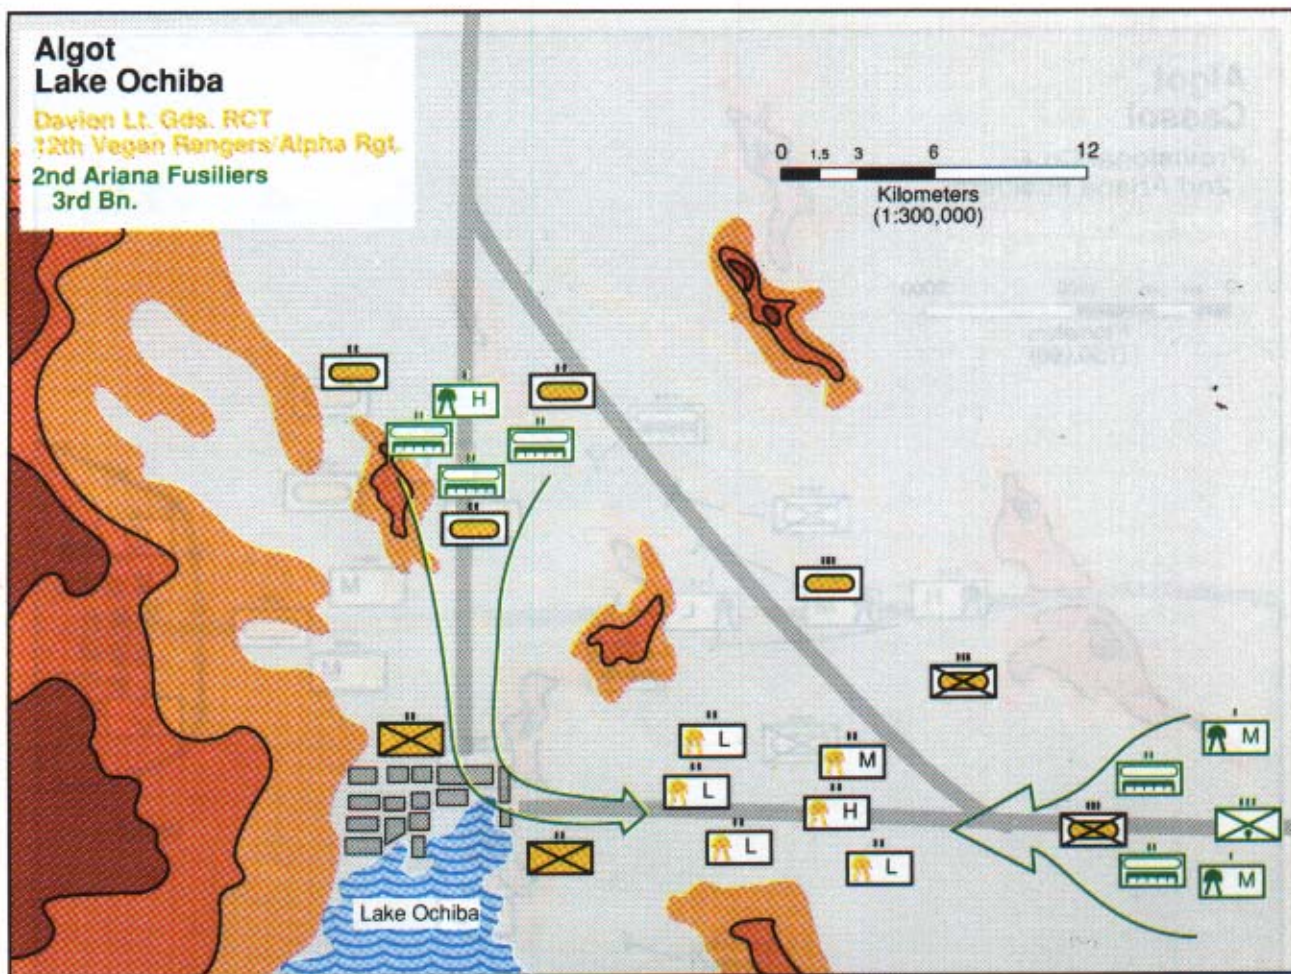 Algot
Lake Ochiba
Davion Lt. Gds. RCT
12th Vegan Rangers/Alpha Rgt.
2nd Ariana Fusiliers
3rd Bn.
0 1.5 3 6 12
Kilometers
(1:300,000)
H
L
M
M
L
H
L
L
M
Lake Ochiba